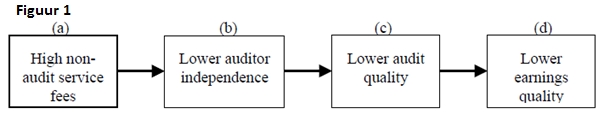 Figuur 1
(a) (b) (c) (d)
High non-
audit service
fees
Lower auditor
independence
Lower audit
quality
Lower
earnings
quality